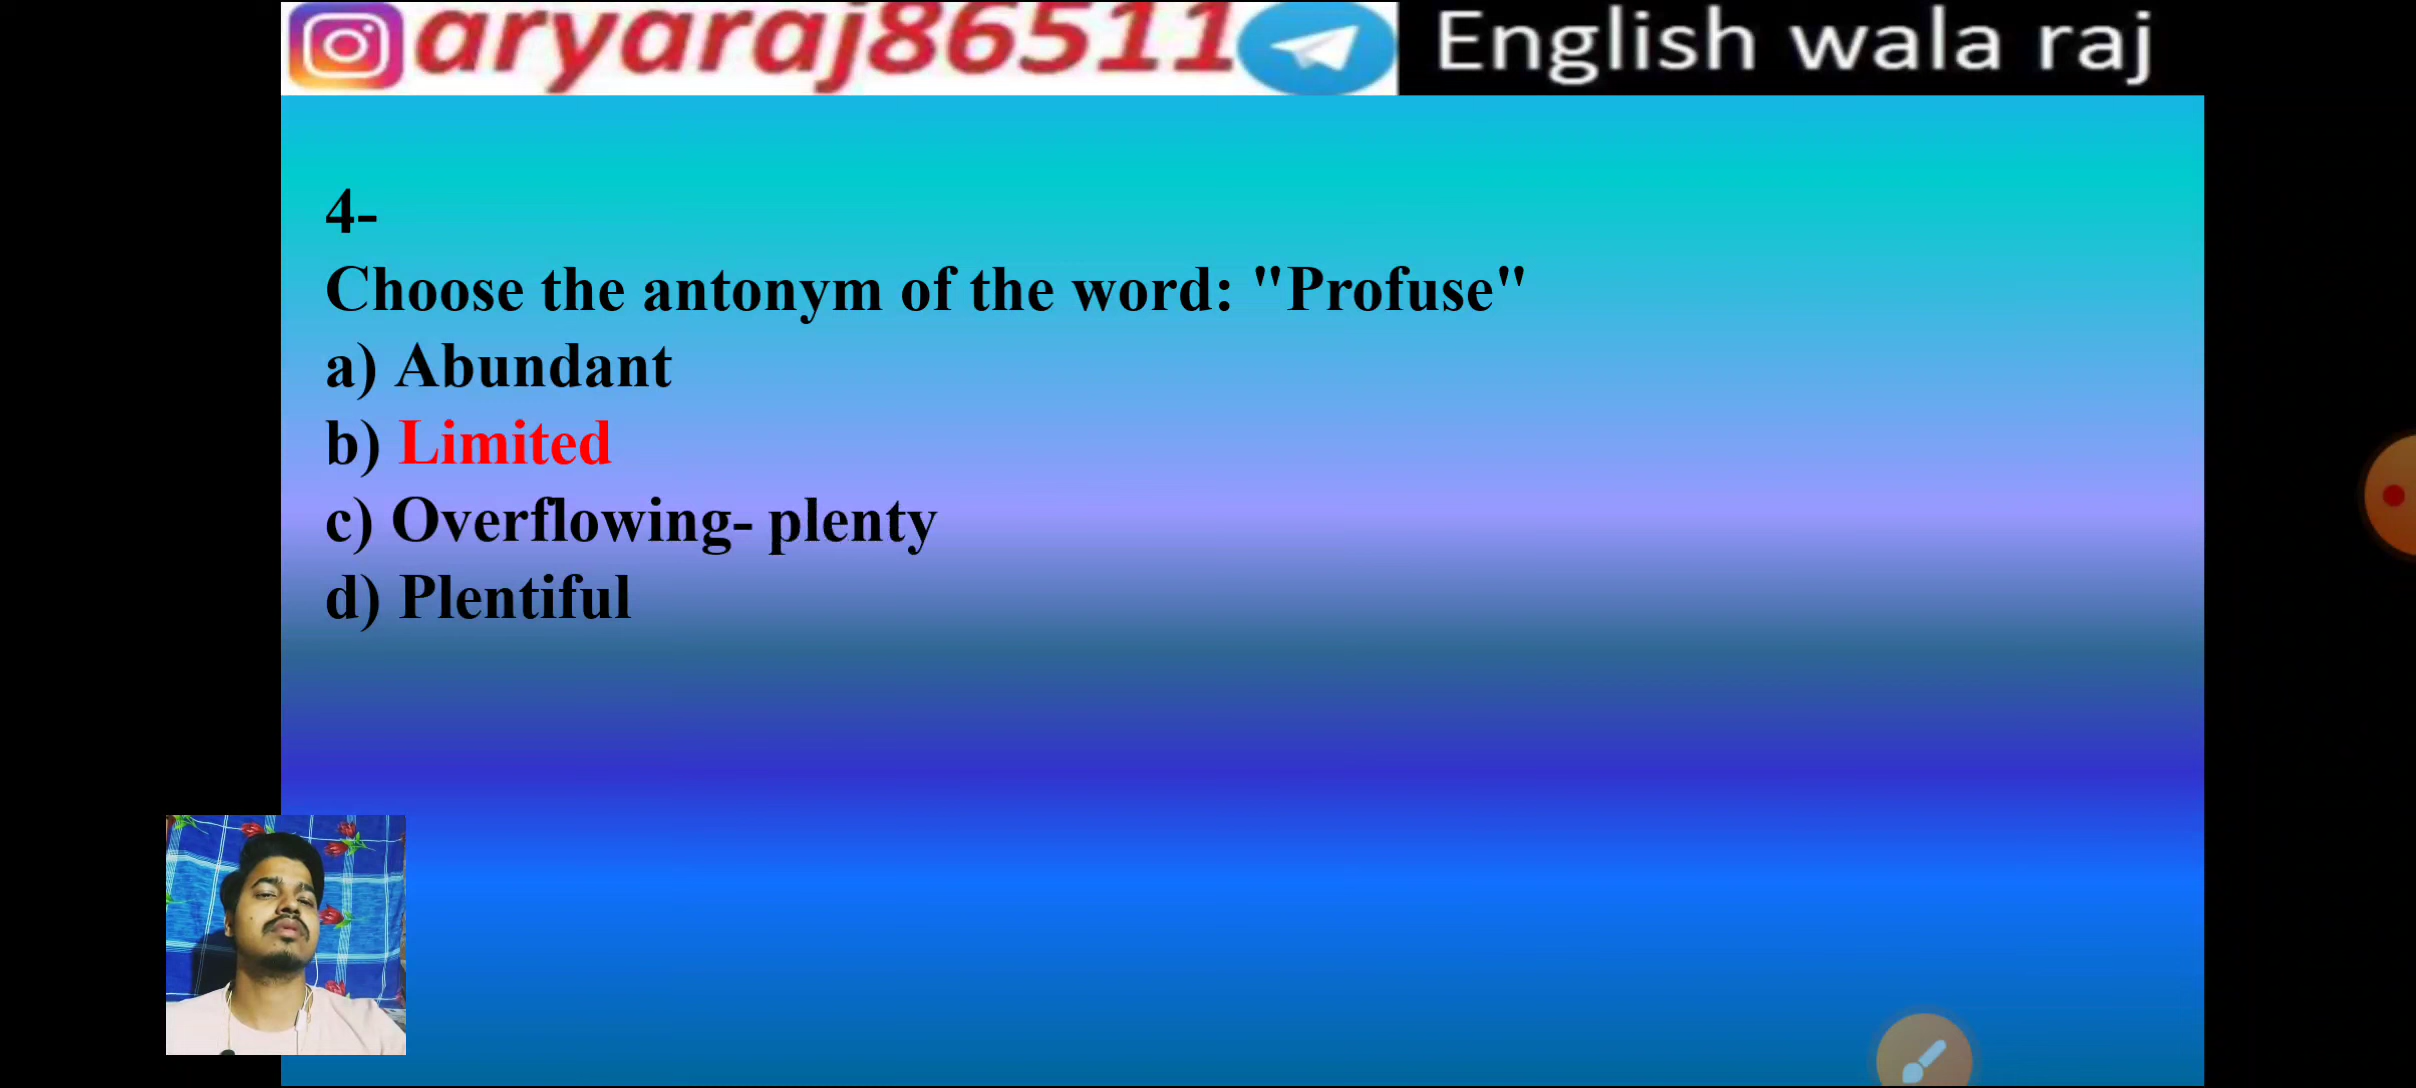 aryaraj86511 English wala raj
4-
Choose the antonym of the word: "Profuse"
a) Abundant
b) Limited
c) Overflowing- plenty
d) Plentiful